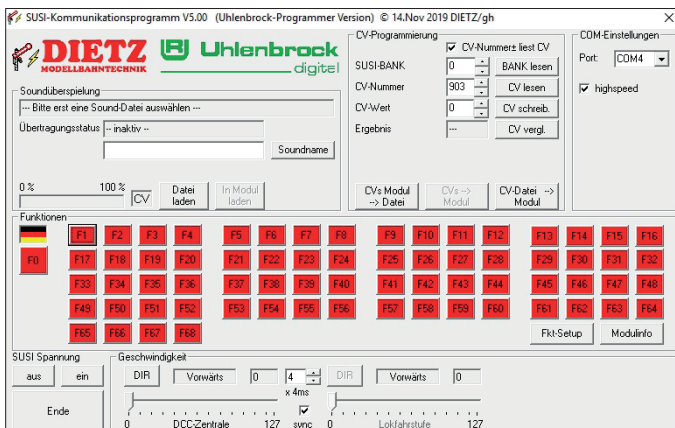 SUSI-Kommunikationsprogramm V5.00 (Uhlenbrock-Programmer Version) © 14.Nov 2019 DIETZ/gh
DIETZ
MODELLBAHNTECHNIK
Uhlenbrock
digitel
CV-Programmierung
CV-Nummer± liest CV
SUSI-BANK 0 BANK lesen
CV-Nummer 903 CV lesen
CV-Wert 0 CV schreib.
Ergebnis --- CV vergl.
CVs Modul --> Datei
CVs --> Modul
CV-Datei --> Modul
COM-Einstellungen
Port: COM4
highspeed
Soundüberspielung
--- Bitte erst eine Sound-Datei auswählen ---
Übertragungsstatus -- inaktiv --
Soundname
0 % 100 % CV
Datei laden
In Modul laden
Funktionen
F0
F1 F2 F3 F4 F5 F6 F7 F8 F9 F10 F11 F12 F13 F14 F15 F16
F17 F18 F19 F20 F21 F22 F23 F24 F25 F26 F27 F28 F29 F30 F31 F32
F33 F34 F35 F36 F37 F38 F39 F40 F41 F42 F43 F44 F45 F46 F47 F48
F49 F50 F51 F52 F53 F54 F55 F56 F57 F58 F59 F60 F61 F62 F63 F64
F65 F66 F67 F68 Fkt-Setup Modulinfo
SUSI Spannung
aus ein
Ende
Geschwindigkeit
DIR Vorwärts 0 4 DIR Vorwärts 0
x 4ms
0 DCC-Zentrale 127 sync 0 Lokfahrstufe 127